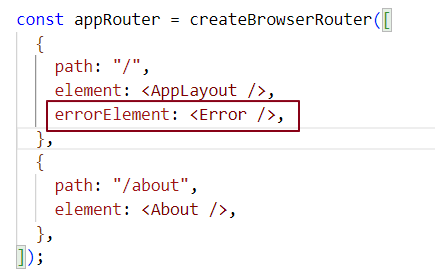 const appRouter = createBrowserRouter([
  {
    path: "/",
    element: <AppLayout />,
    errorElement: <Error />,
  },
  {
    path: "/about",
    element: <About />,
  },
]);